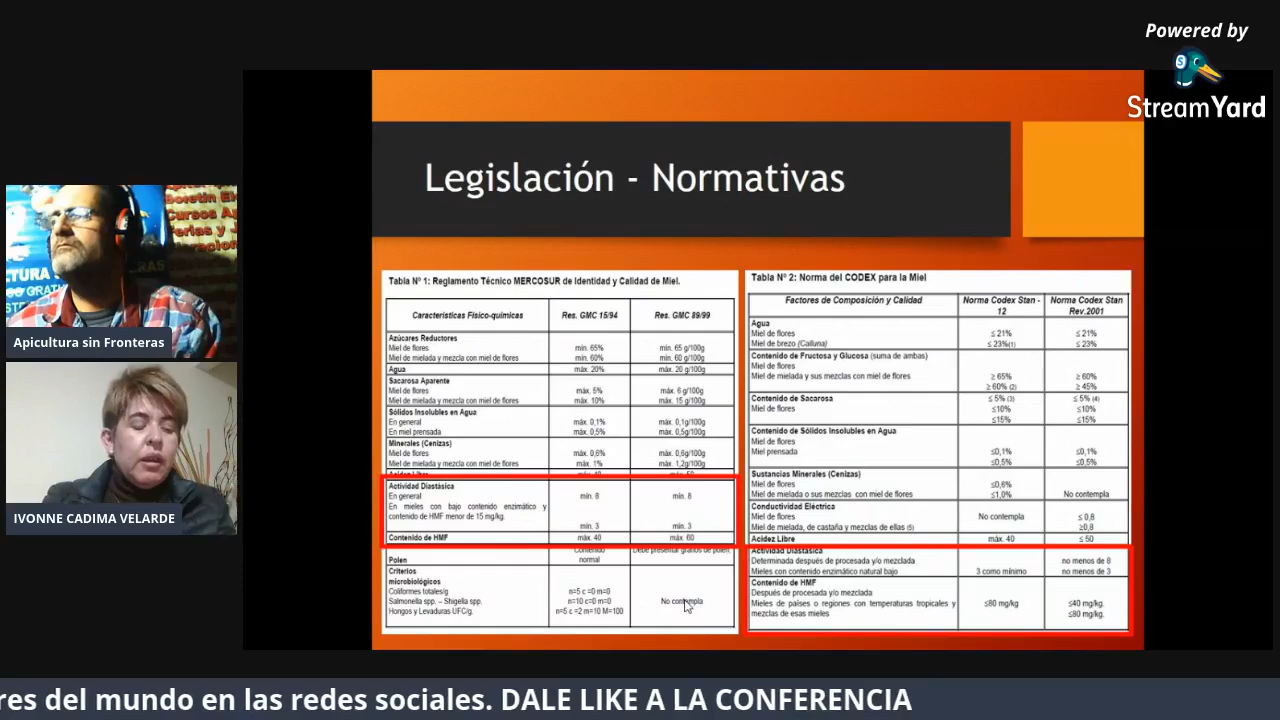 Powered by
StreamYard
Legislación - Normativas
Tabla Nº 1: Reglamento Técnico MERCOSUR de Identidad y Calidad de Miel.
Características Físico-químicas Res. GMC 15/94 Res. GMC 89/99
Azúcares Reductores
Miel de flores mín. 65% mín. 65 g/100g
Miel de mielada y mezcla con miel de flores mín. 60% mín. 60 g/100g
Agua máx. 20% máx. 20 g/100g
Sacarosa Aparente
Miel de flores máx. 5% máx. 6 g/100g
Miel de mielada y mezcla con miel de flores máx. 10% máx. 15 g/100g
Sólidos Insolubles en Agua
En general máx. 0,1% máx. 0,1g/100g
En miel prensada máx. 0,5% máx. 0,5g/100g
Minerales (Cenizas)
Miel de flores máx. 0,6% máx. 0,6g/100g
Miel de mielada y mezcla con miel de flores máx. 1% máx. 1,2g/100g
Actividad Diastásica
En general mín. 8 mín. 8
En mieles con bajo contenido enzimático y
contenido de HMF menor de 15 mg/kg.
mín. 3 mín. 3
Contenido de HMF máx. 40 máx. 60
Contenido Debe presentar granos de polen
Polen normal
Criterios
microbiológicos
Coliformes totales/g n=5 c =0 m=0
Salmonella spp. – Shigella spp. n=10 c=0 m=0 No contempla
Hongos y Levaduras UFC/g. n=5 c =2 m=10 M=100
Tabla Nº 2: Norma del CODEX para la Miel
Factores de Composición y Calidad Norma Codex Stan - 12 Norma Codex Stan Rev.2001
Agua
Miel de flores ≤ 21% ≤ 21%
Miel de brezo (Calluna) ≤ 23%(1) ≤ 23%
Contenido de Fructosa y Glucosa (suma de ambas)
Miel de flores
Miel de mielada y sus mezclas con miel de flores ≥ 65% ≥ 60%
≥ 60% (2) ≥ 45%
Contenido de Sacarosa ≤ 5% (3) ≤ 5% (4)
Miel de flores ≤10% ≤10%
≤15% ≤15%
Contenido de Sólidos Insolubles en Agua
Miel de flores
Miel prensada ≤0,1% ≤0,1%
≤0,5% ≤0,5%
Sustancias Minerales (Cenizas)
Miel de flores ≤0,6%
Miel de mielada o sus mezclas con miel de flores ≤1,0% No contempla
Conductividad Eléctrica
Miel de flores No contempla ≤ 0,8
Miel de mielada, de castaña y mezclas de ellas (5) ≥0,8
Acidez Libre máx. 40 ≤ 50
Actividad Diastásica
Determinada después de procesada y/o mezclada no menos de 8
Mieles con contenido enzimático natural bajo 3 como mínimo no menos de 3
Contenido de HMF
Después de procesada y/o mezclada
Mieles de países o regiones con temperaturas tropicales y ≤80 mg/kg ≤40 mg/kg.
mezclas de esas mieles ≤80 mg/kg.
Apicultura sin Fronteras
IVONNE CADIMA VELARDE
res del mundo en las redes sociales. DALE LIKE A LA CONFERENCIA